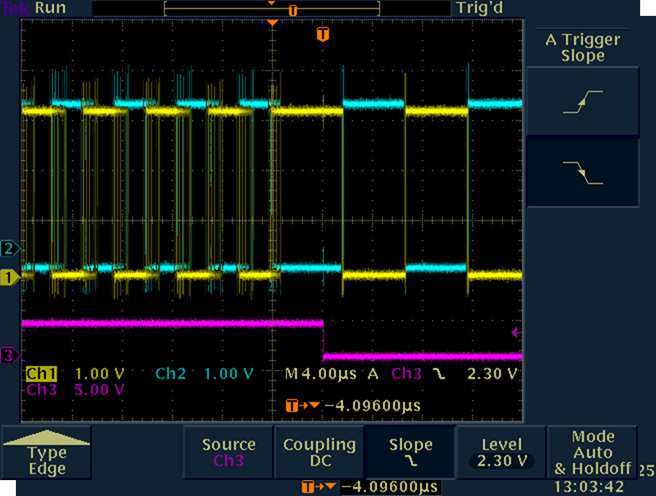 Tek Run Trig'd
T
T
A Trigger
Slope
2
1
3
Ch1 1.00 V Ch2 1.00 V M 4.00µs A Ch3 2.30 V
Ch3 5.00 V
T -4.09600µs
Type
Edge
Source
Ch3
Coupling
DC
Slope
Level
2.30 V
Mode
Auto
& Holdoff
25
T -4.09600µs
13:03:42